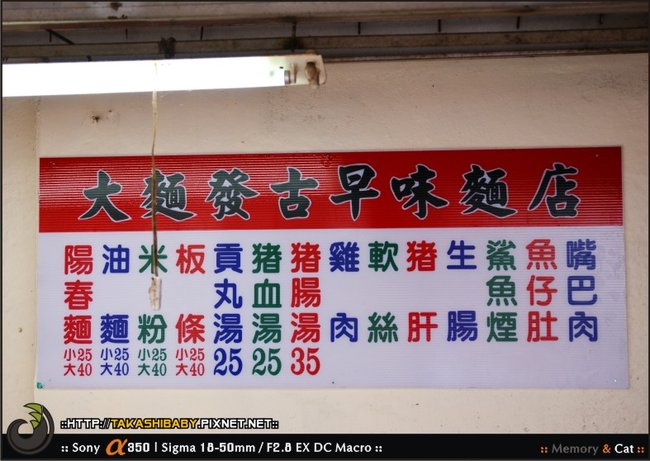 大麵發古早味麵店
陽春麵 小25 大40
油麵 小25 大40
米粉 小25 大40
板條 小25 大40
貢丸湯 25
猪血湯 25
猪腸湯 35
雞肉
軟絲
猪肝
生腸
鯊魚煙
魚仔肚
嘴巴肉
::HTTP://TAKASHIBABY.PIXNET.NET::
:: Sony α350 | Sigma 18-50mm / F2.8 EX DC Macro ::
:: Memory & Cat ::